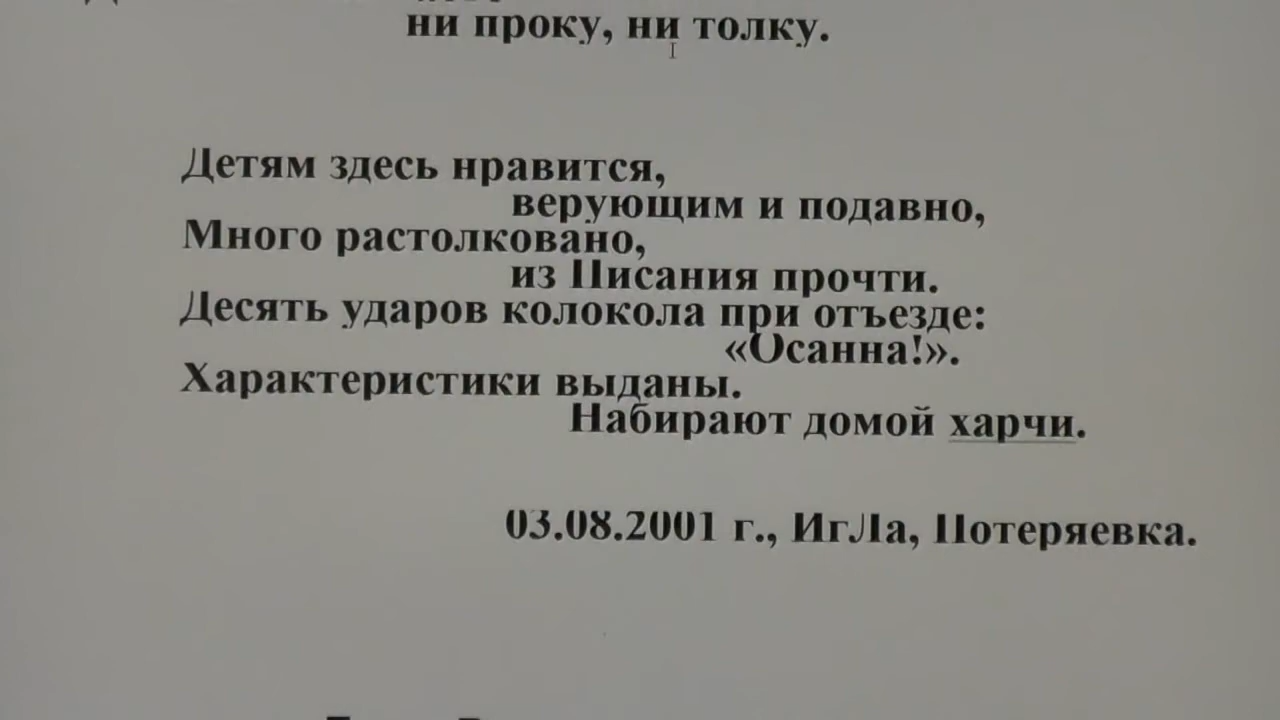 ни проку, ни толку.
Детям здесь нравится,
верующим и подавно,
Много растолковано,
из Писания прочти.
Десять ударов колокола при отъезде:
«Осанна!».
Характеристики выданы.
Набирают домой харчи.
03.08.2001 г., ИгЛа, Потеряевка.